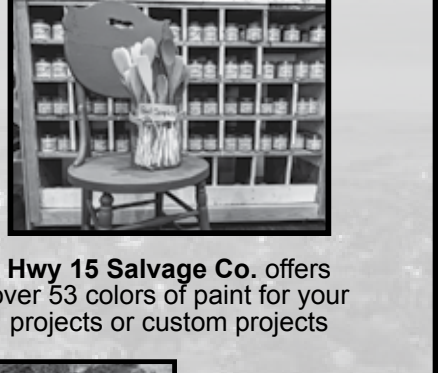 Hwy 15 Salvage Co. offers
over 53 colors of paint for your
projects or custom projects